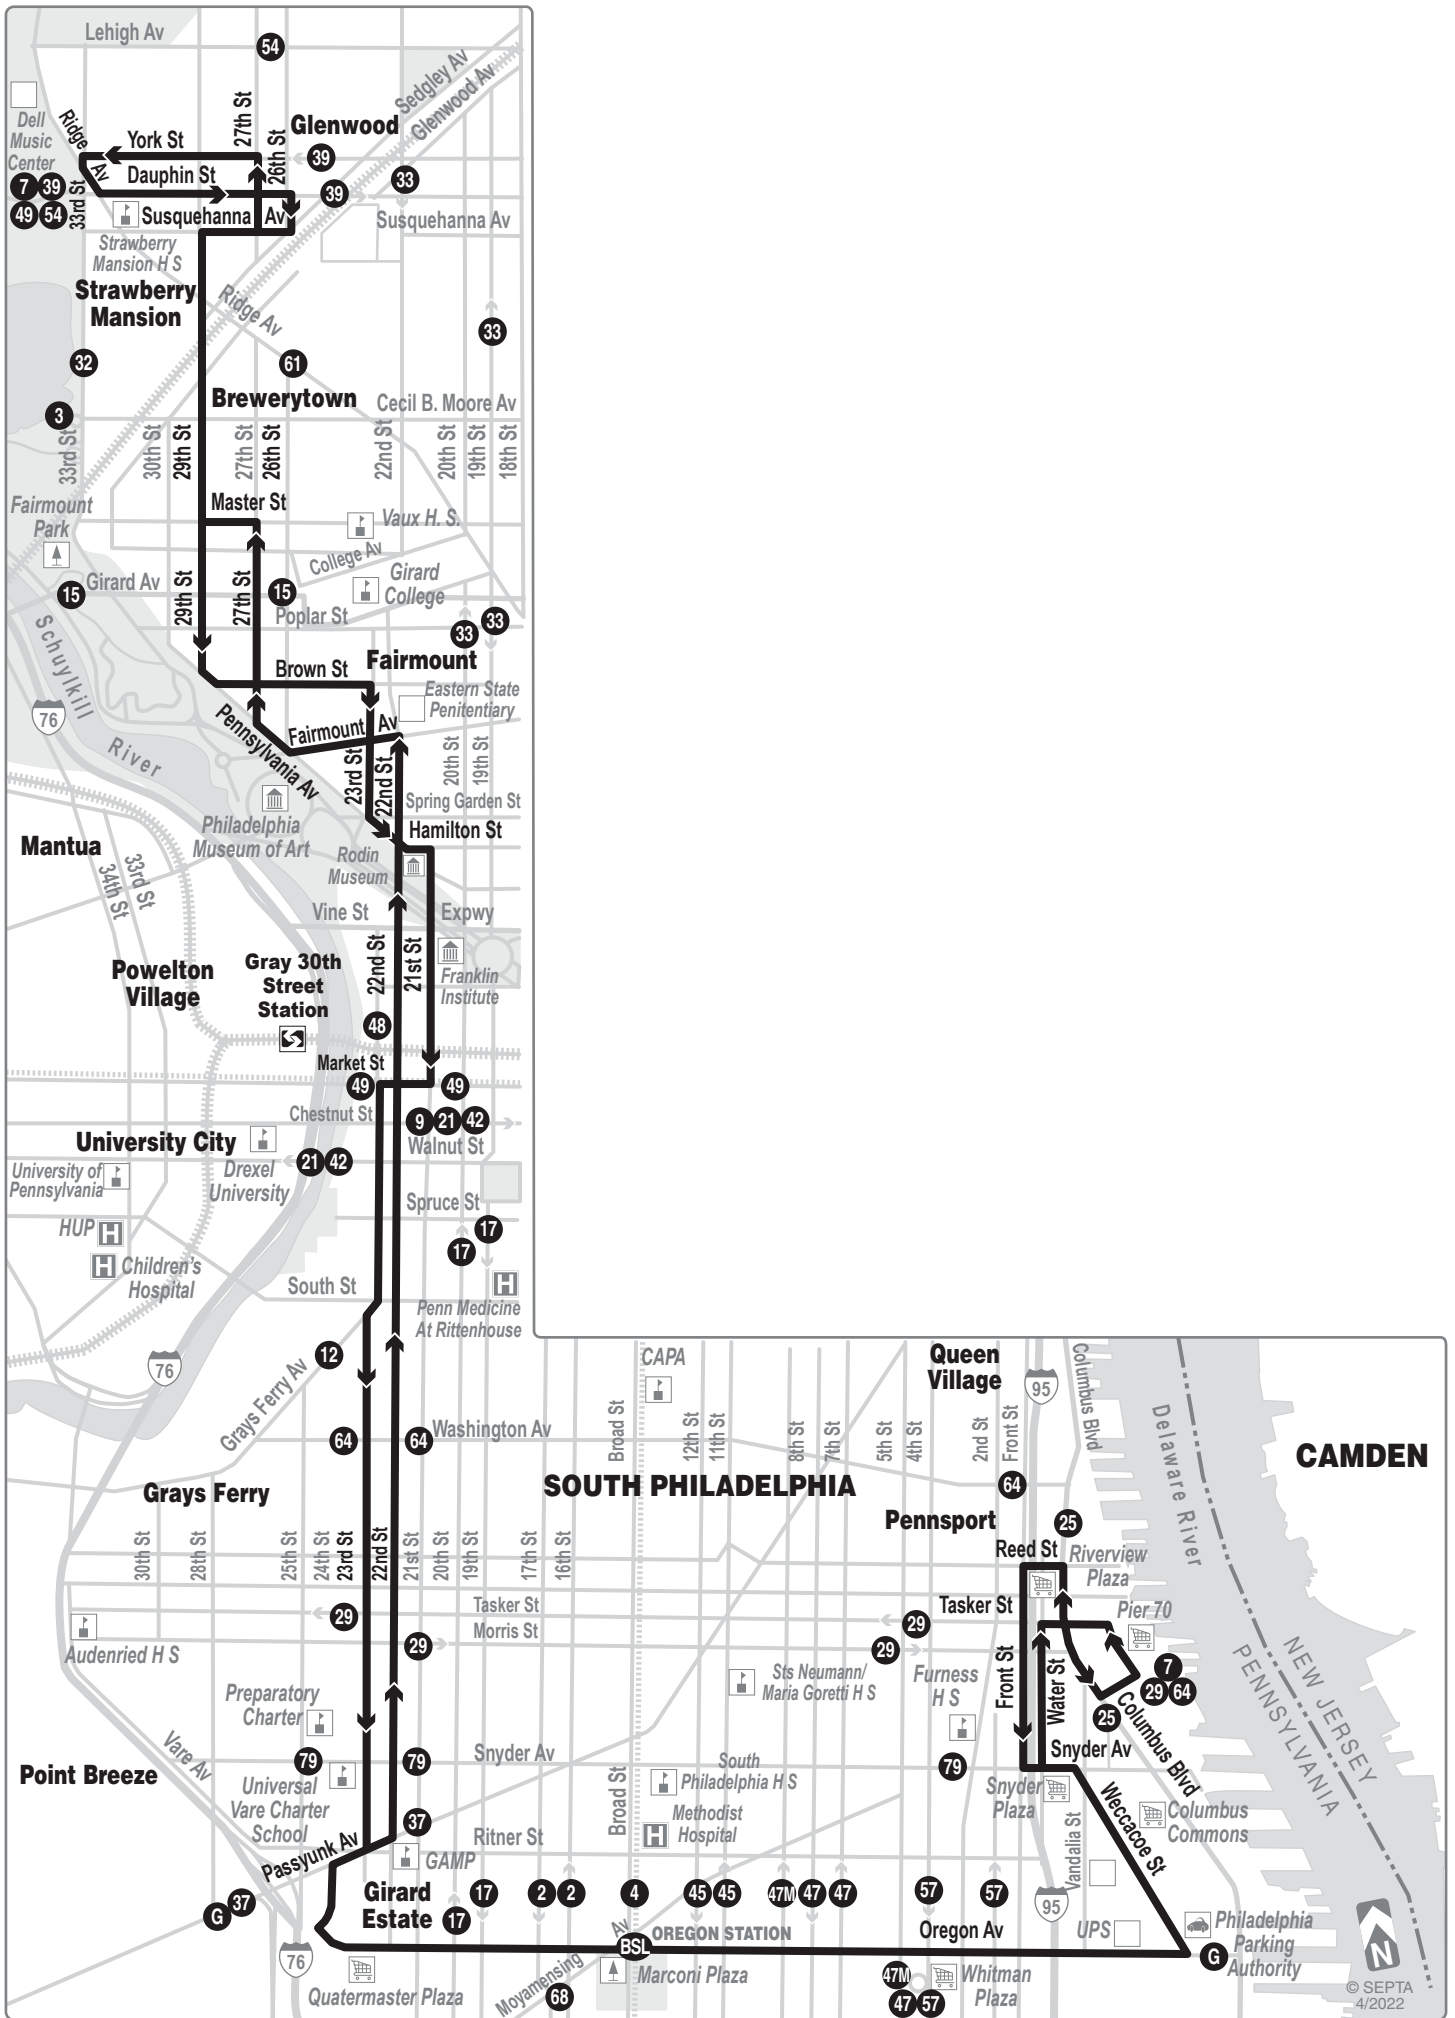 Lehigh Av
54
Sedgley Av
Glenwood Av
Dell
Music
Center
Ridge
Av
York St
27th St
26th St
Glenwood
39
Dauphin St
7
39
49
54
33rd St
39
33
Susquehanna Av
Susquehanna Av
Strawberry
Mansion H S
Strawberry
Mansion
Ridge Av
33
32
61
Brewerytown
Cecil B. Moore Av
3
33rd St
30th St
29th St
27th St
26th St
22nd St
20th St
19th St
18th St
Master St
Fairmount
Park
Vaux H. S.
College Av
Girard
College
Girard Av
15
29th St
27th St
15
Poplar St
33
33
Schuylkill
River
Brown St
Fairmount
Eastern State
Penitentiary
76
Pennsylvania Av
Fairmount Av
23rd St
22nd St
20th St
19th St
Spring Garden St
Philadelphia
Museum of Art
Hamilton St
Mantua
34th St
33rd St
Rodin
Museum
Vine St
Expwy
22nd St
21st St
Powelton
Village
Gray 30th
Street
Station
Franklin
Institute
48
Market St
49
49
Chestnut St
9
21
42
University City
Walnut St
21
42
University of
Pennsylvania
Drexel
University
Spruce St
HUP
H
17
17
H
Children's
Hospital
South St
H
Penn Medicine
At Rittenhouse
12
76
Grays Ferry Av
CAPA
Queen
Village
95
Columbus Blvd
Delaware River
64
64
Washington Av
Broad St
12th St
11th St
8th St
7th St
5th St
4th St
2nd St
Front St
CAMDEN
Grays Ferry
SOUTH PHILADELPHIA
64
Pennsport
25
30th St
28th St
25th St
24th St
23rd St
22nd St
21st St
20th St
19th St
17th St
16th St
Reed St
Riverview
Plaza
29
Tasker St
Tasker St
Pier 70
29
Morris St
29
29
Audenried H S
Sts Neumann/
Maria Goretti H S
Furness
H S
Front St
Water St
7
29
64
25
NEW JERSEY
PENNSYLVANIA
Preparatory
Charter
Vare Av
79
79
Snyder Av
79
Snyder Av
Columbus Blvd
Point Breeze
Universal
Vare Charter
School
Broad St
South
Philadelphia H S
Snyder
Plaza
Weccacoe St
Columbus
Commons
37
Ritner St
H
Methodist
Hospital
Vandalia St
Passyunk Av
GAMP
Girard
Estate
G
37
17
17
2
2
4
45
45
47M
47
47
57
57
95
Av
OREGON STATION
Oregon Av
UPS
Philadelphia
Parking
Authority
BSL
G
76
Quatermaster Plaza
Moyamensing
68
Marconi Plaza
47M
47
57
Whitman
Plaza
N
© SEPTA
4/2022